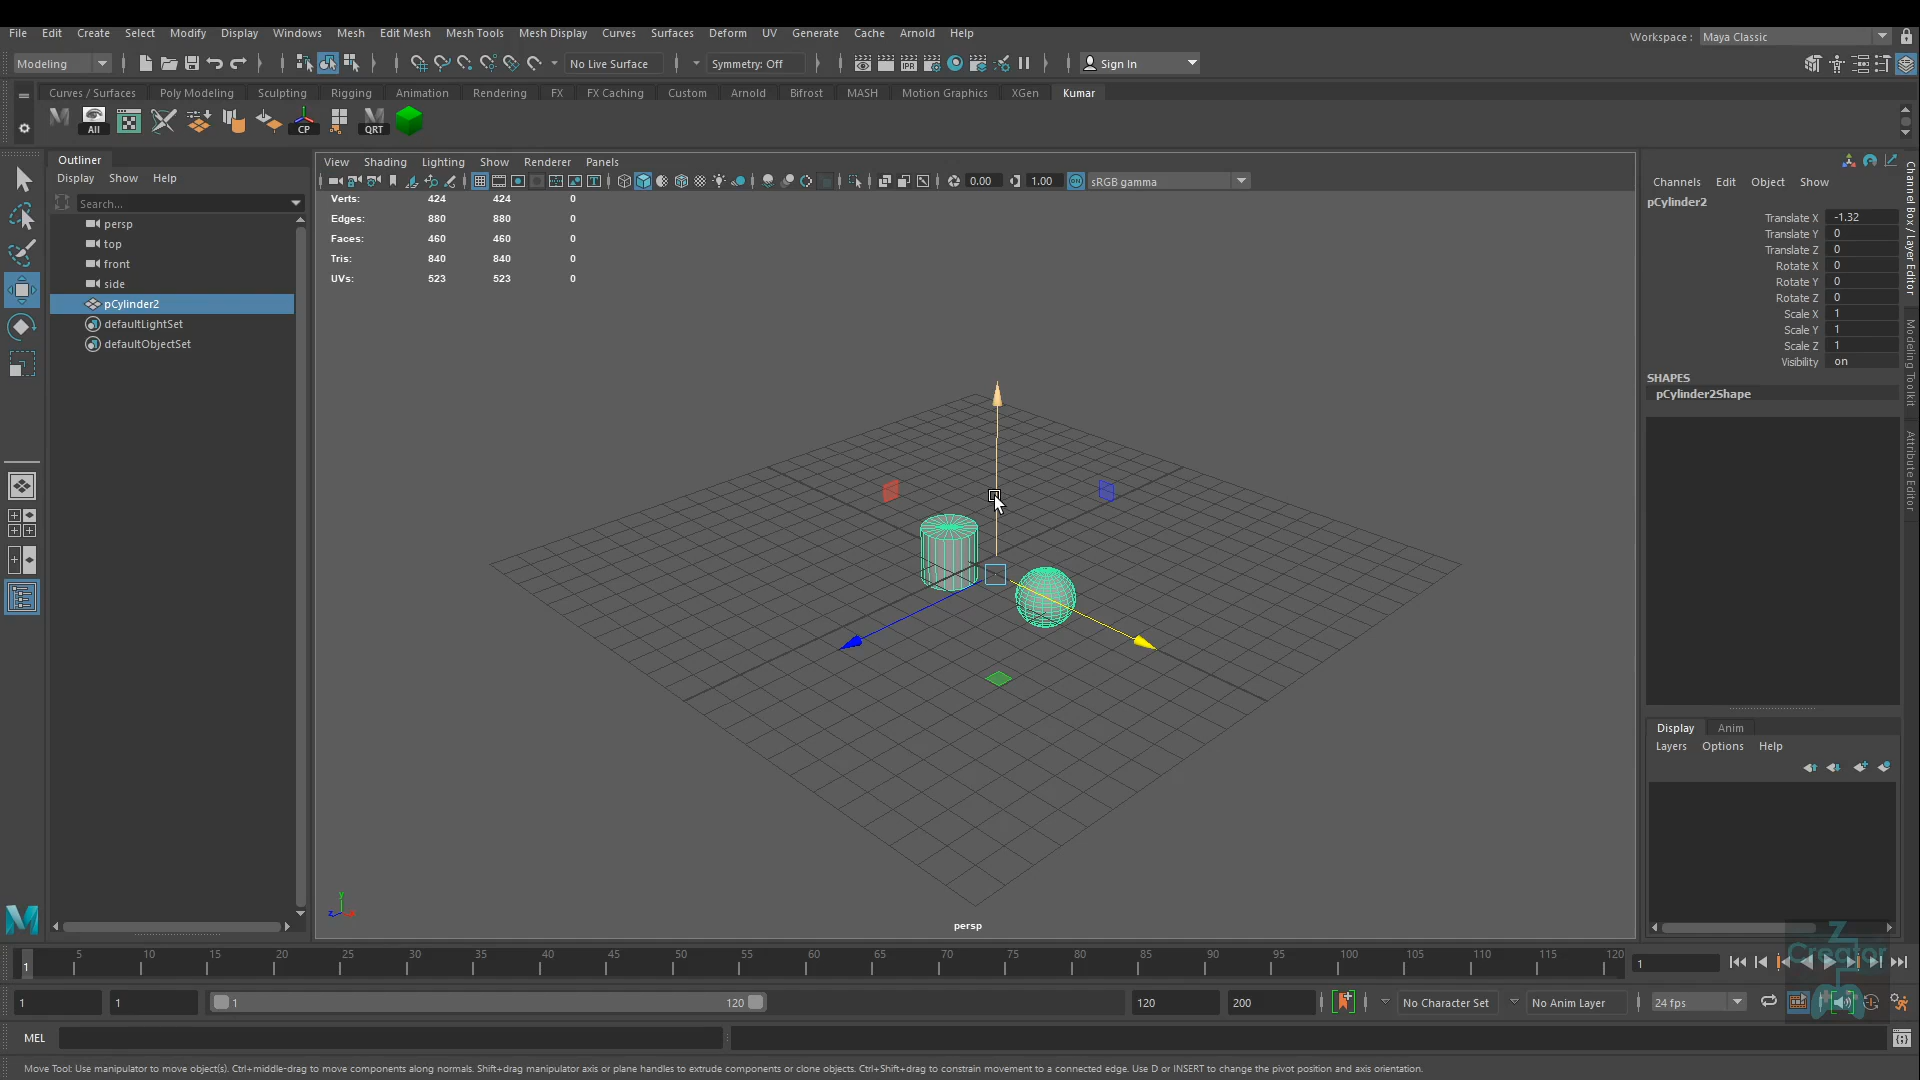 File Edit Create Select Modify Display Windows Mesh Edit Mesh Mesh Tools Mesh Display Curves Surfaces Deform UV Generate Cache Arnold Help
Workspace : Maya Classic
Modeling No Live Surface Symmetry: Off Sign In
Curves / Surfaces Poly Modeling Sculpting Rigging Animation Rendering FX FX Caching Custom Arnold Bifrost MASH Motion Graphics XGen Kumar
All CP QRT
Outliner
Display Show Help
Search...
persp
top
front
side
pCylinder2
defaultLightSet
defaultObjectSet
View Shading Lighting Show Renderer Panels
0.00 1.00 sRGB gamma
Verts: 424 424 0
Edges: 880 880 0
Faces: 460 460 0
Tris: 840 840 0
UVs: 523 523 0
persp
Channels Edit Object Show
pCylinder2
Translate X -1.32
Translate Y 0
Translate Z 0
Rotate X 0
Rotate Y 0
Rotate Z 0
Scale X 1
Scale Y 1
Scale Z 1
Visibility on
SHAPES
pCylinder2Shape
Channel Box / Layer Editor
Modeling Toolkit
Attribute Editor
Display Anim
Layers Options Help
1 5 10 15 20 25 30 35 40 45 50 55 60 65 70 75 80 85 90 95 100 105 110 115 120 1
Z Creator
1 1 1 120 120 200 No Character Set No Anim Layer 24 fps
MEL
Move Tool: Use manipulator to move object(s). Ctrl+middle-drag to move components along normals. Shift+drag manipulator axis or plane handles to extrude components or clone objects. Ctrl+Shift+drag to constrain movement to a connected edge. Use D or INSERT to change the pivot position and axis orientation.